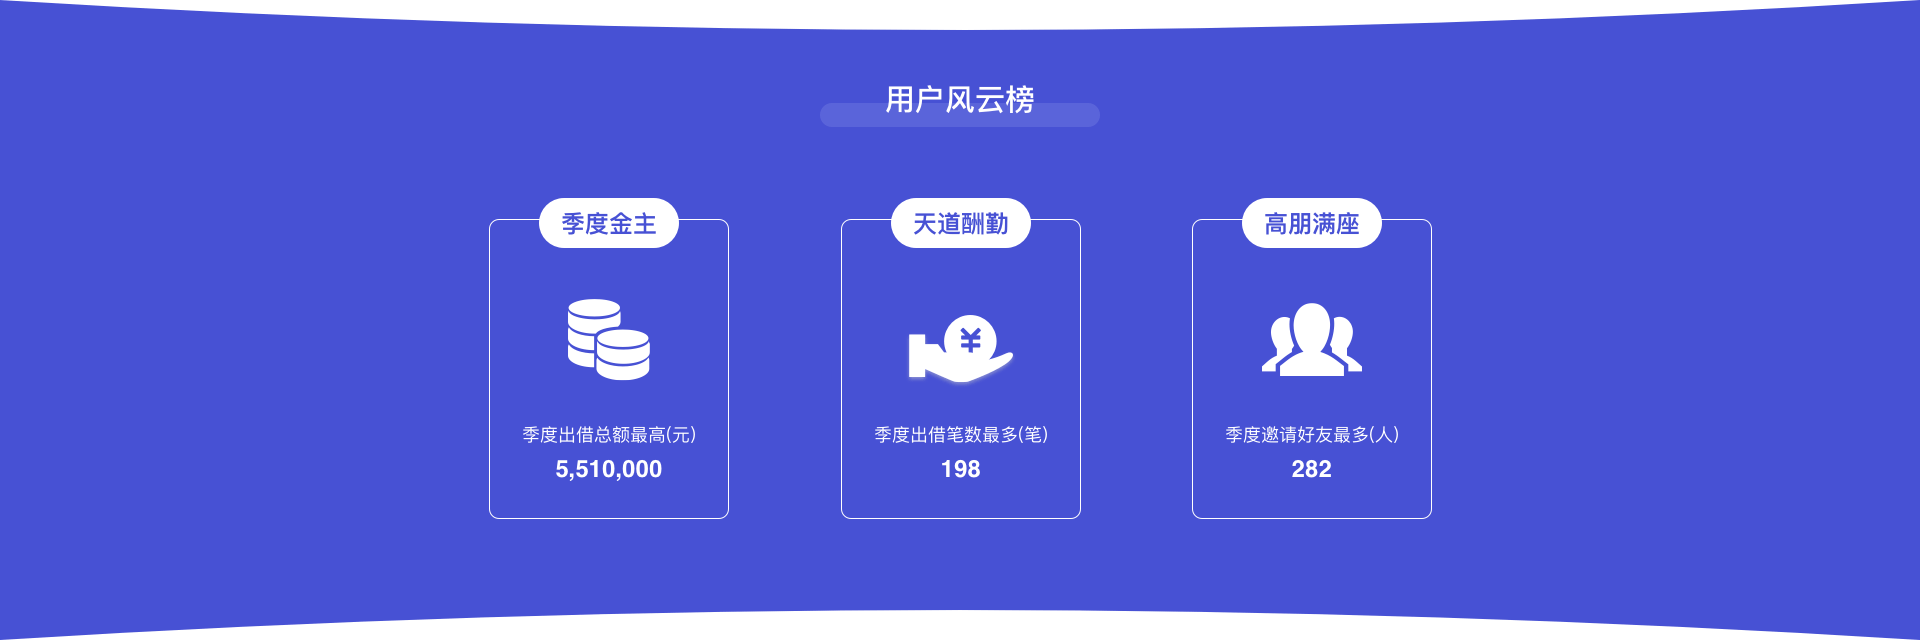 用户风云榜
季度金主
季度出借总额最高(元)
5,510,000
天道酬勤
¥
季度出借笔数最多(笔)
198
高朋满座
季度邀请好友最多(人)
282